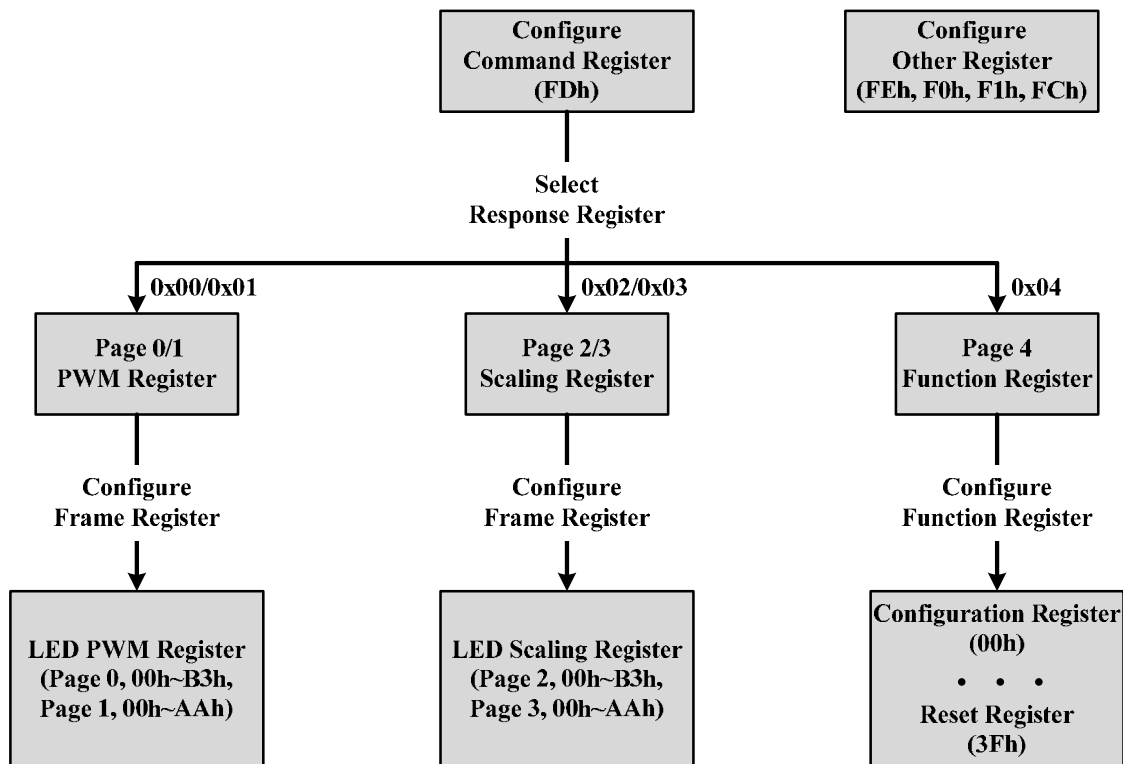 Configure
Command Register
(FDh)
Configure
Other Register
(FEh, F0h, F1h, FCh)
Select
Response Register
0x00/0x01
0x02/0x03
0x04
Page 0/1
PWM Register
Page 2/3
Scaling Register
Page 4
Function Register
Configure
Frame Register
Configure
Frame Register
Configure
Function Register
LED PWM Register
(Page 0, 00h~B3h,
Page 1, 00h~AAh)
LED Scaling Register
(Page 2, 00h~B3h,
Page 3, 00h~AAh)
Configuration Register
(00h)
• • •
Reset Register
(3Fh)